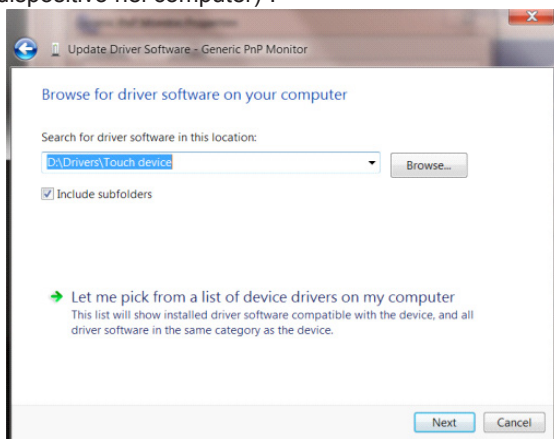 dispositivo nel computer) .
Update Driver Software - Generic PnP Monitor
Browse for driver software on your computer
Search for driver software in this location:
D:\Drivers\Touch device
Browse...
Include subfolders
Let me pick from a list of device drivers on my computer
This list will show installed driver software compatible with the device, and all
driver software in the same category as the device.
Next Cancel